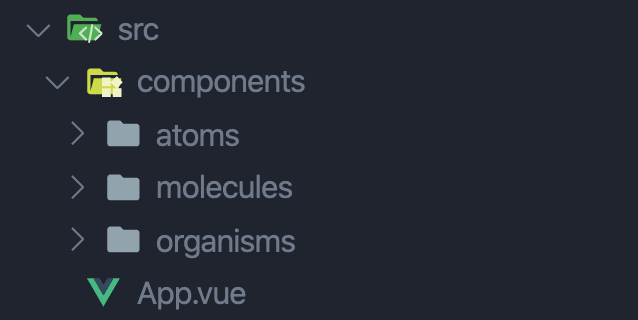 src
components
atoms
molecules
organisms
App.vue